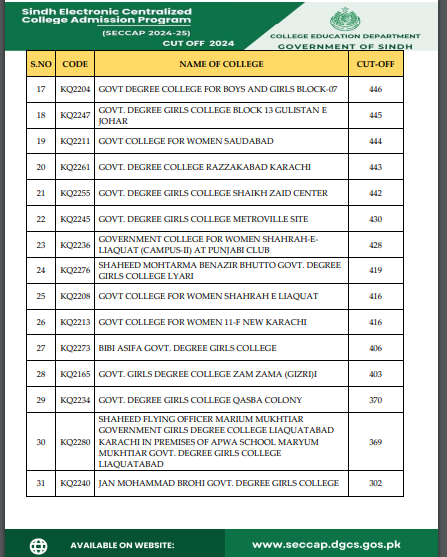 Sindh Electronic Centralized
College Admission Program
(SECCAP 2024-25)
CUT OFF 2024
COLLEGE EDUCATION DEPARTMENT
GOVERNMENT OF SINDH
S.NO CODE NAME OF COLLEGE CUT-OFF
17 KQ2204 GOVT DEGREE COLLEGE FOR BOYS AND GIRLS BLOCK-07 446
18 KQ2247 GOVT. DEGREE GIRLS COLLEGE BLOCK 13 GULISTAN E
JOHAR 445
19 KQ2211 GOVT COLLEGE FOR WOMEN SAUDABAD 444
20 KQ2261 GOVT. DEGREE COLLEGE RAZZAKABAD KARACHI 443
21 KQ2255 GOVT. DEGREE GIRLS COLLEGE SHAIKH ZAID CENTER 442
22 KQ2245 GOVT. DEGREE GIRLS COLLEGE METROVILLE SITE 430
23 KQ2236 GOVERNMENT COLLEGE FOR WOMEN SHAHRAH-E-
LIAQUAT (CAMPUS-II) AT PUNJABI CLUB 428
24 KQ2276 SHAHEED MOHTARMA BENAZIR BHUTTO GOVT. DEGREE
GIRLS COLLEGE LYARI 419
25 KQ2208 GOVT COLLEGE FOR WOMEN SHAHRAH E LIAQUAT 416
26 KQ2213 GOVT COLLEGE FOR WOMEN 11-F NEW KARACHI 416
27 KQ2273 BIBI ASIFA GOVT. DEGREE GIRLS COLLEGE 406
28 KQ2165 GOVT. GIRLS DEGREE COLLEGE ZAM ZAMA (GIZRI)I 403
29 KQ2234 GOVT. DEGREE GIRLS COLLEGE QASBA COLONY 370
30 KQ2280 SHAHEED FLYING OFFICER MARIUM MUKHTIAR
GOVERNMENT GIRLS DEGREE COLLEGE LIAQUATABAD
KARACHI IN PREMISES OF APWA SCHOOL MARYUM
MUKHTIAR GOVT. DEGREE GIRLS COLLEGE
LIAQUATABAD 369
31 KQ2240 JAN MOHAMMAD BROHI GOVT. DEGREE GIRLS COLLEGE 302
AVAILABLE ON WEBSITE: www.seccap.dgcs.gos.pk